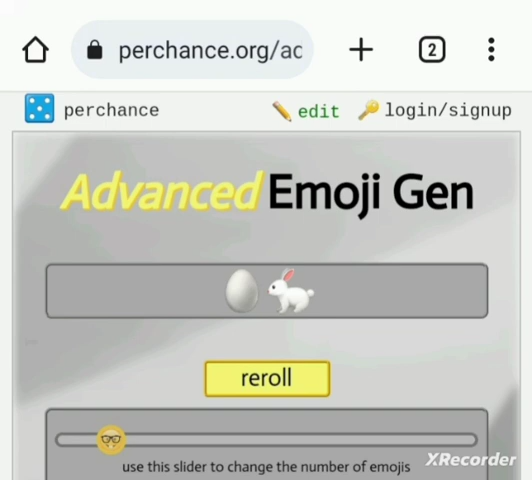 perchance.org/ac
2
perchance
edit
login/signup
Advanced Emoji Gen
reroll
use this slider to change the number of emojis
XRecorder